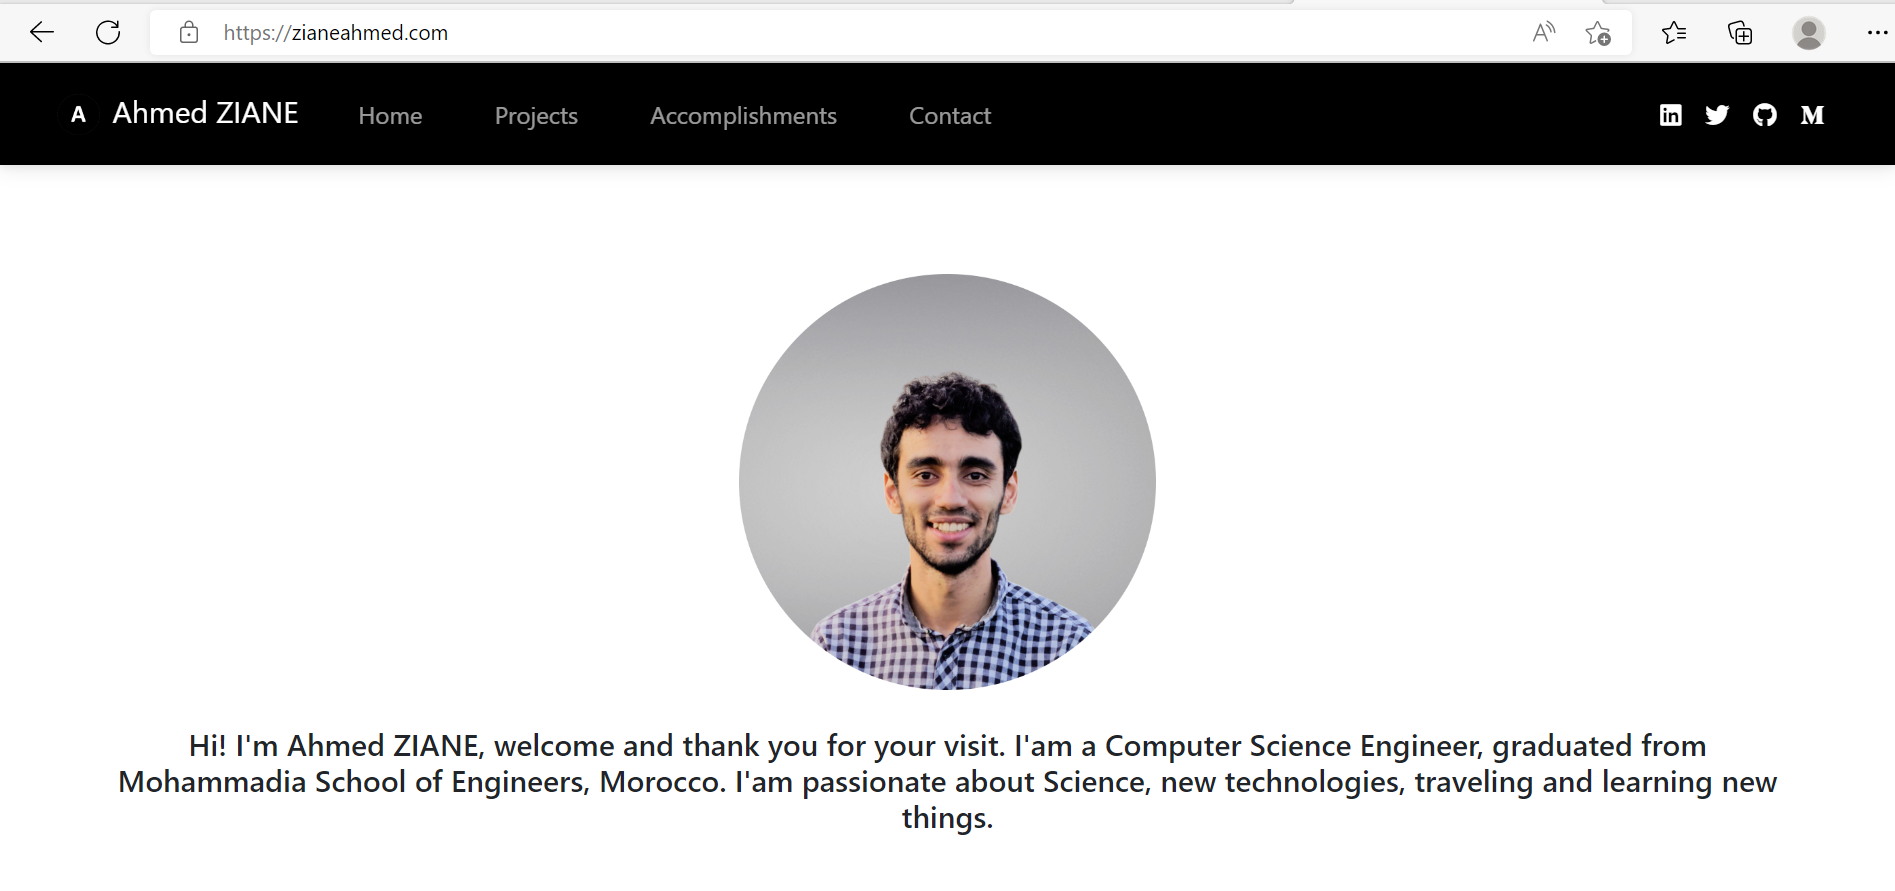 https://zianeahmed.com
A Ahmed ZIANE Home Projects Accomplishments Contact
Hi! I'm Ahmed ZIANE, welcome and thank you for your visit. I'am a Computer Science Engineer, graduated from
Mohammadia School of Engineers, Morocco. I'am passionate about Science, new technologies, traveling and learning new
things.